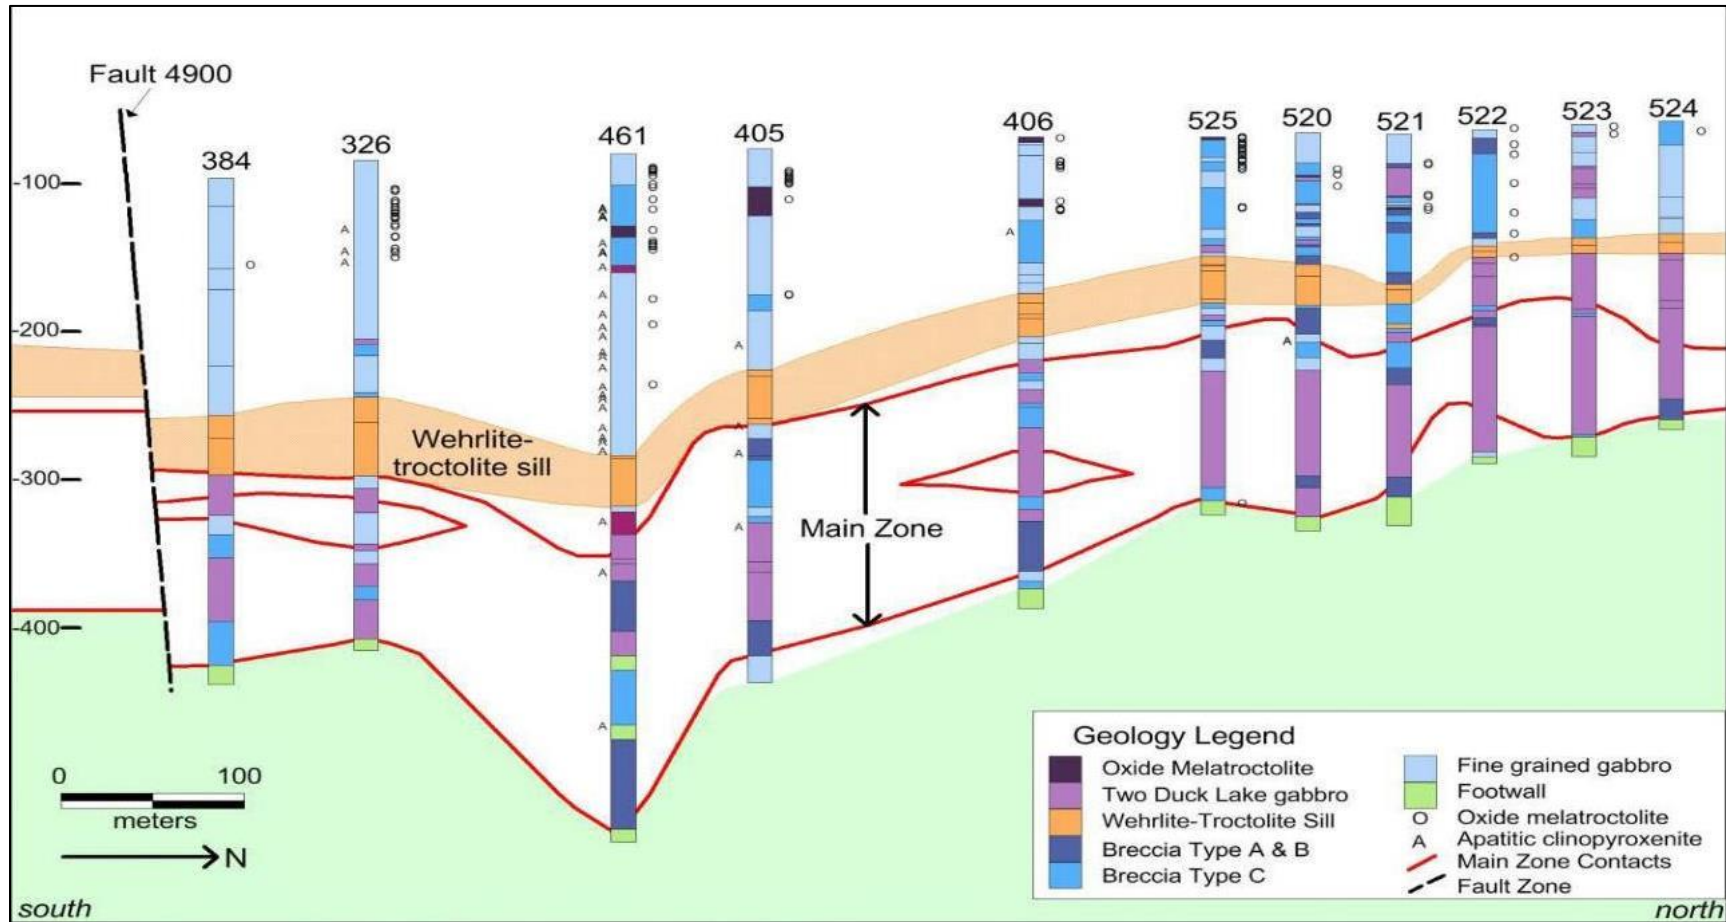 Fault 4900
384
326
461
405
406
525
520
521
522
523
524
-100
-200
-300
-400
Wehrlite-
troctolite sill
Main Zone
0 100
meters
N
south
north
Geology Legend
Oxide Melatroctolite
Two Duck Lake gabbro
Wehrlite-Troctolite Sill
Breccia Type A & B
Breccia Type C
Fine grained gabbro
Footwall
O Oxide melatroctolite
A Apatitic clinopyroxenite
Main Zone Contacts
Fault Zone